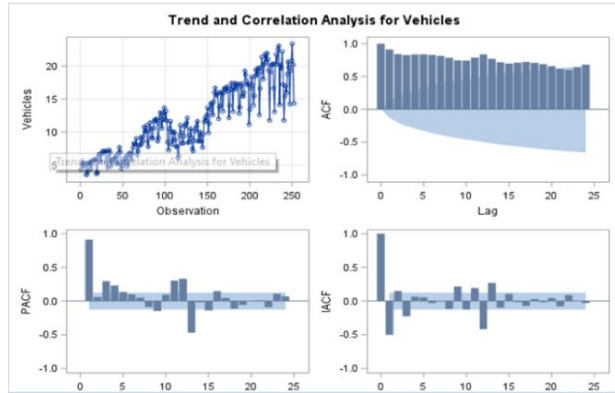 Trend and Correlation Analysis for Vehicles
Vehicles
20
15
10
5
Trend and Correlation Analysis for Vehicles
0 50 100 150 200 250
Observation
ACF
1.0
0.5
0.0
-0.5
-1.0
0 5 10 15 20 25
Lag
PACF
1.0
0.5
0.0
-0.5
-1.0
0 5 10 15 20 25
IACF
1.0
0.5
0.0
-0.5
-1.0
0 5 10 15 20 25